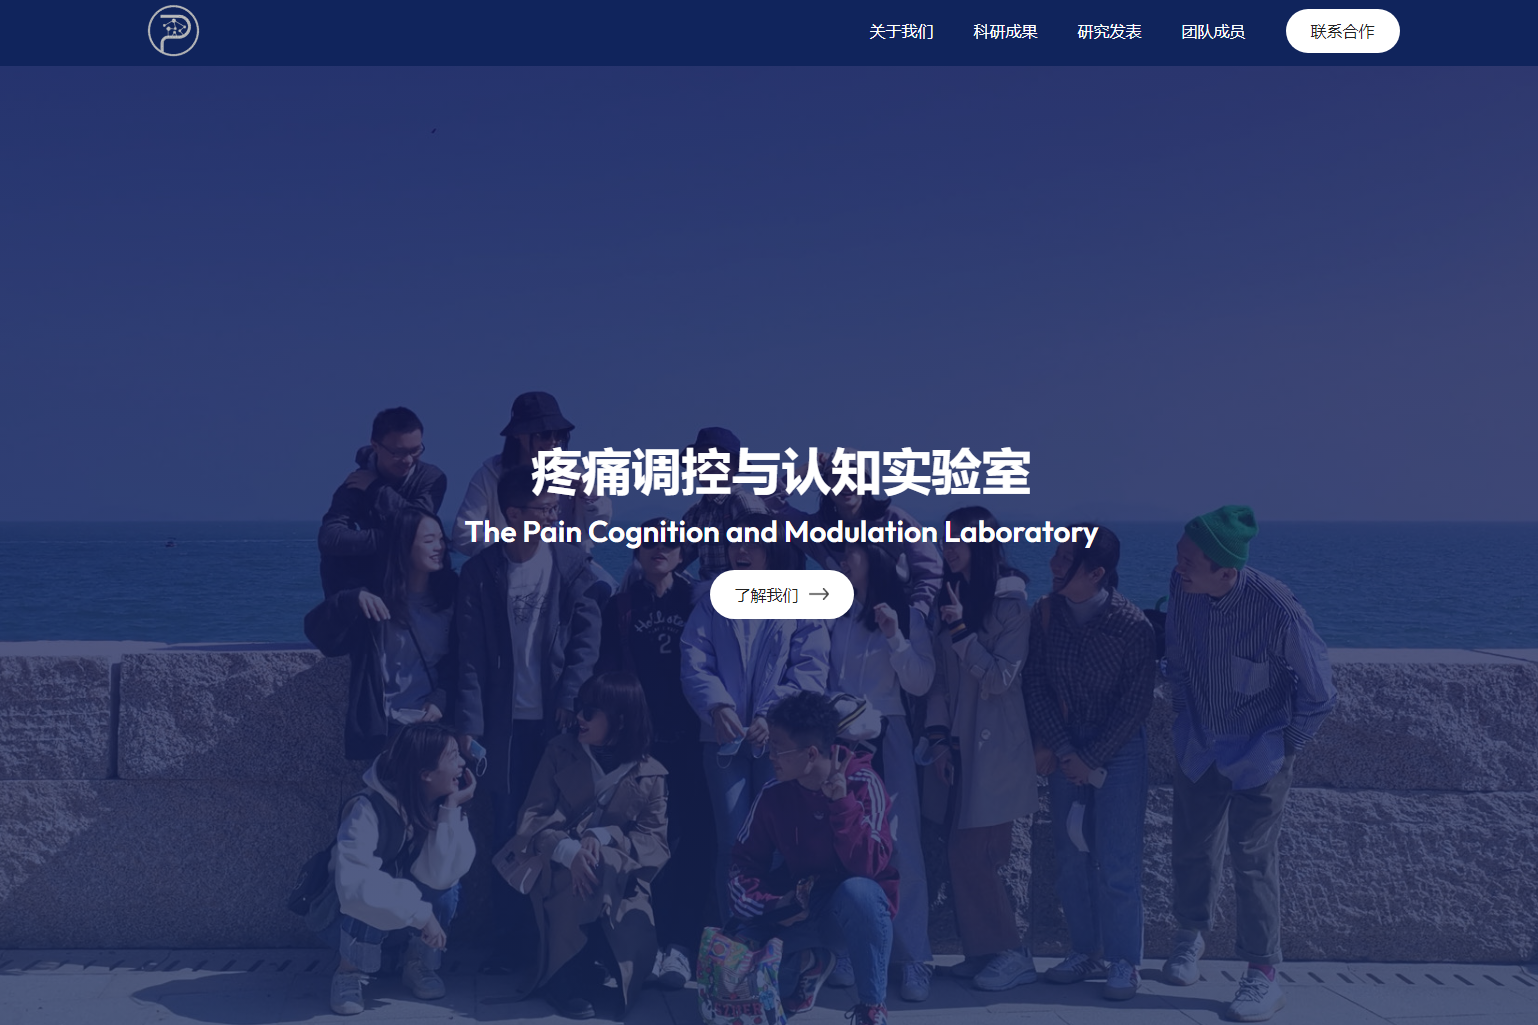 关于我们
科研成果
研究发表
团队成员
联系合作
疼痛调控与认知实验室
The Pain Cognition and Modulation Laboratory
了解我们
Hollister
2